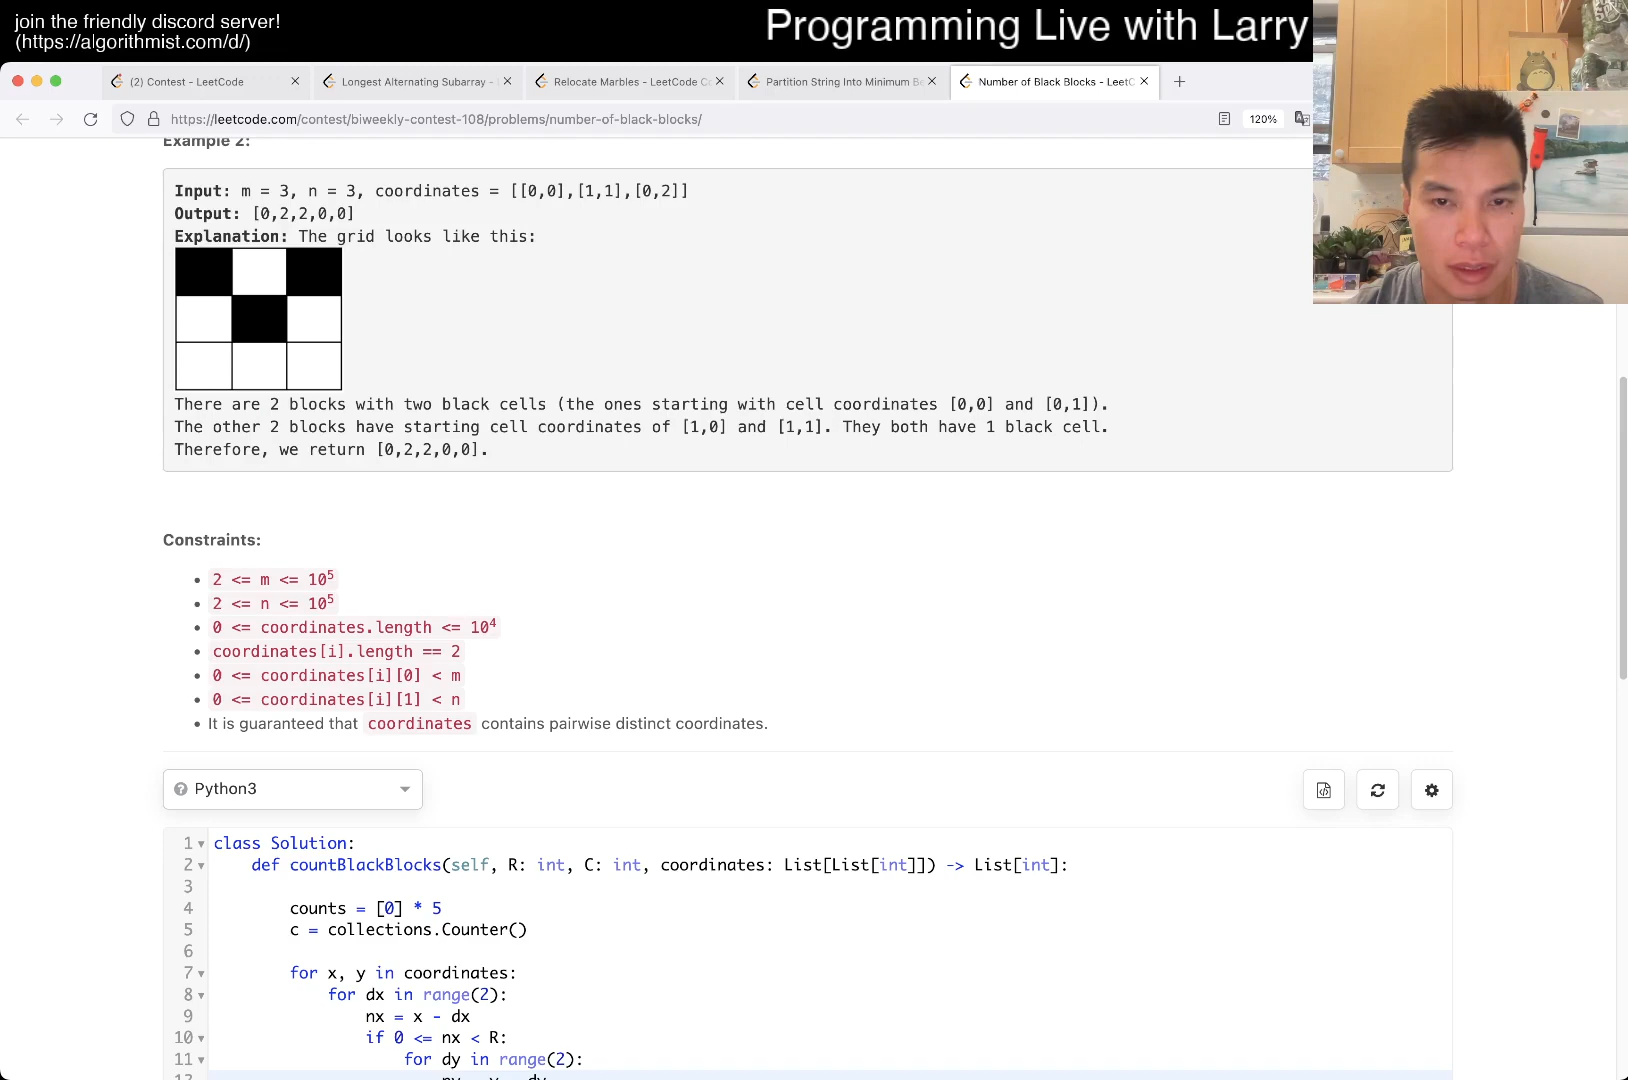 join the friendly discord server!
(https://algorithmist.com/d/)
Programming Live with Larry
(2) Contest - LeetCode
Longest Alternating Subarray -
Relocate Marbles - LeetCode C
Partition String Into Minimum Be
Number of Black Blocks - LeetC
https://leetcode.com/contest/biweekly-contest-108/problems/number-of-black-blocks/
120%
Example 2:
Input: m = 3, n = 3, coordinates = [[0,0],[1,1],[0,2]]
Output: [0,2,2,0,0]
Explanation: The grid looks like this:
There are 2 blocks with two black cells (the ones starting with cell coordinates [0,0] and [0,1]).
The other 2 blocks have starting cell coordinates of [1,0] and [1,1]. They both have 1 black cell.
Therefore, we return [0,2,2,0,0].
Constraints:
• 2 <= m <= 10⁵
• 2 <= n <= 10⁵
• 0 <= coordinates.length <= 10⁴
• coordinates[i].length == 2
• 0 <= coordinates[i][0] < m
• 0 <= coordinates[i][1] < n
• It is guaranteed that coordinates contains pairwise distinct coordinates.
Python3
1 class Solution:
2 def countBlackBlocks(self, R: int, C: int, coordinates: List[List[int]]) -> List[int]:
3
4 counts = [0] * 5
5 c = collections.Counter()
6
7 for x, y in coordinates:
8 for dx in range(2):
9 nx = x - dx
10 if 0 <= nx < R:
11 for dy in range(2):
12 ny = y - dy